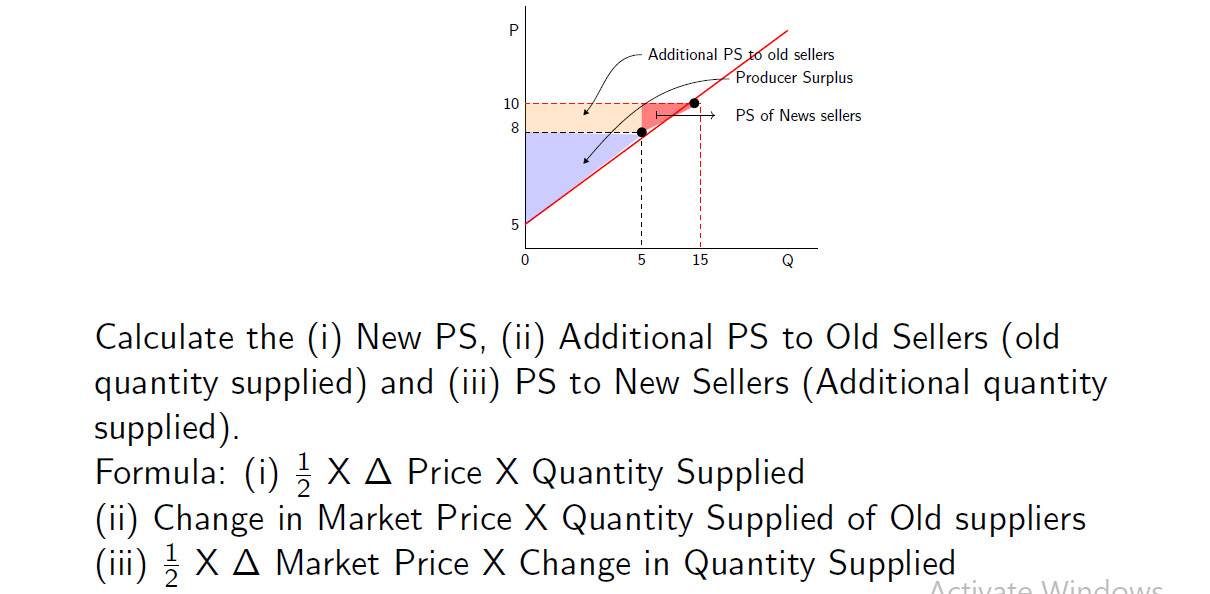 P
Additional PS to old sellers
Producer Surplus
10
PS of News sellers
8
5
0 5 15 Q
Calculate the (i) New PS, (ii) Additional PS to Old Sellers (old
quantity supplied) and (iii) PS to New Sellers (Additional quantity
supplied).
Formula: (i) 1/2 X Δ Price X Quantity Supplied
(ii) Change in Market Price X Quantity Supplied of Old suppliers
(iii) 1/2 X Δ Market Price X Change in Quantity Supplied
Activate Windows